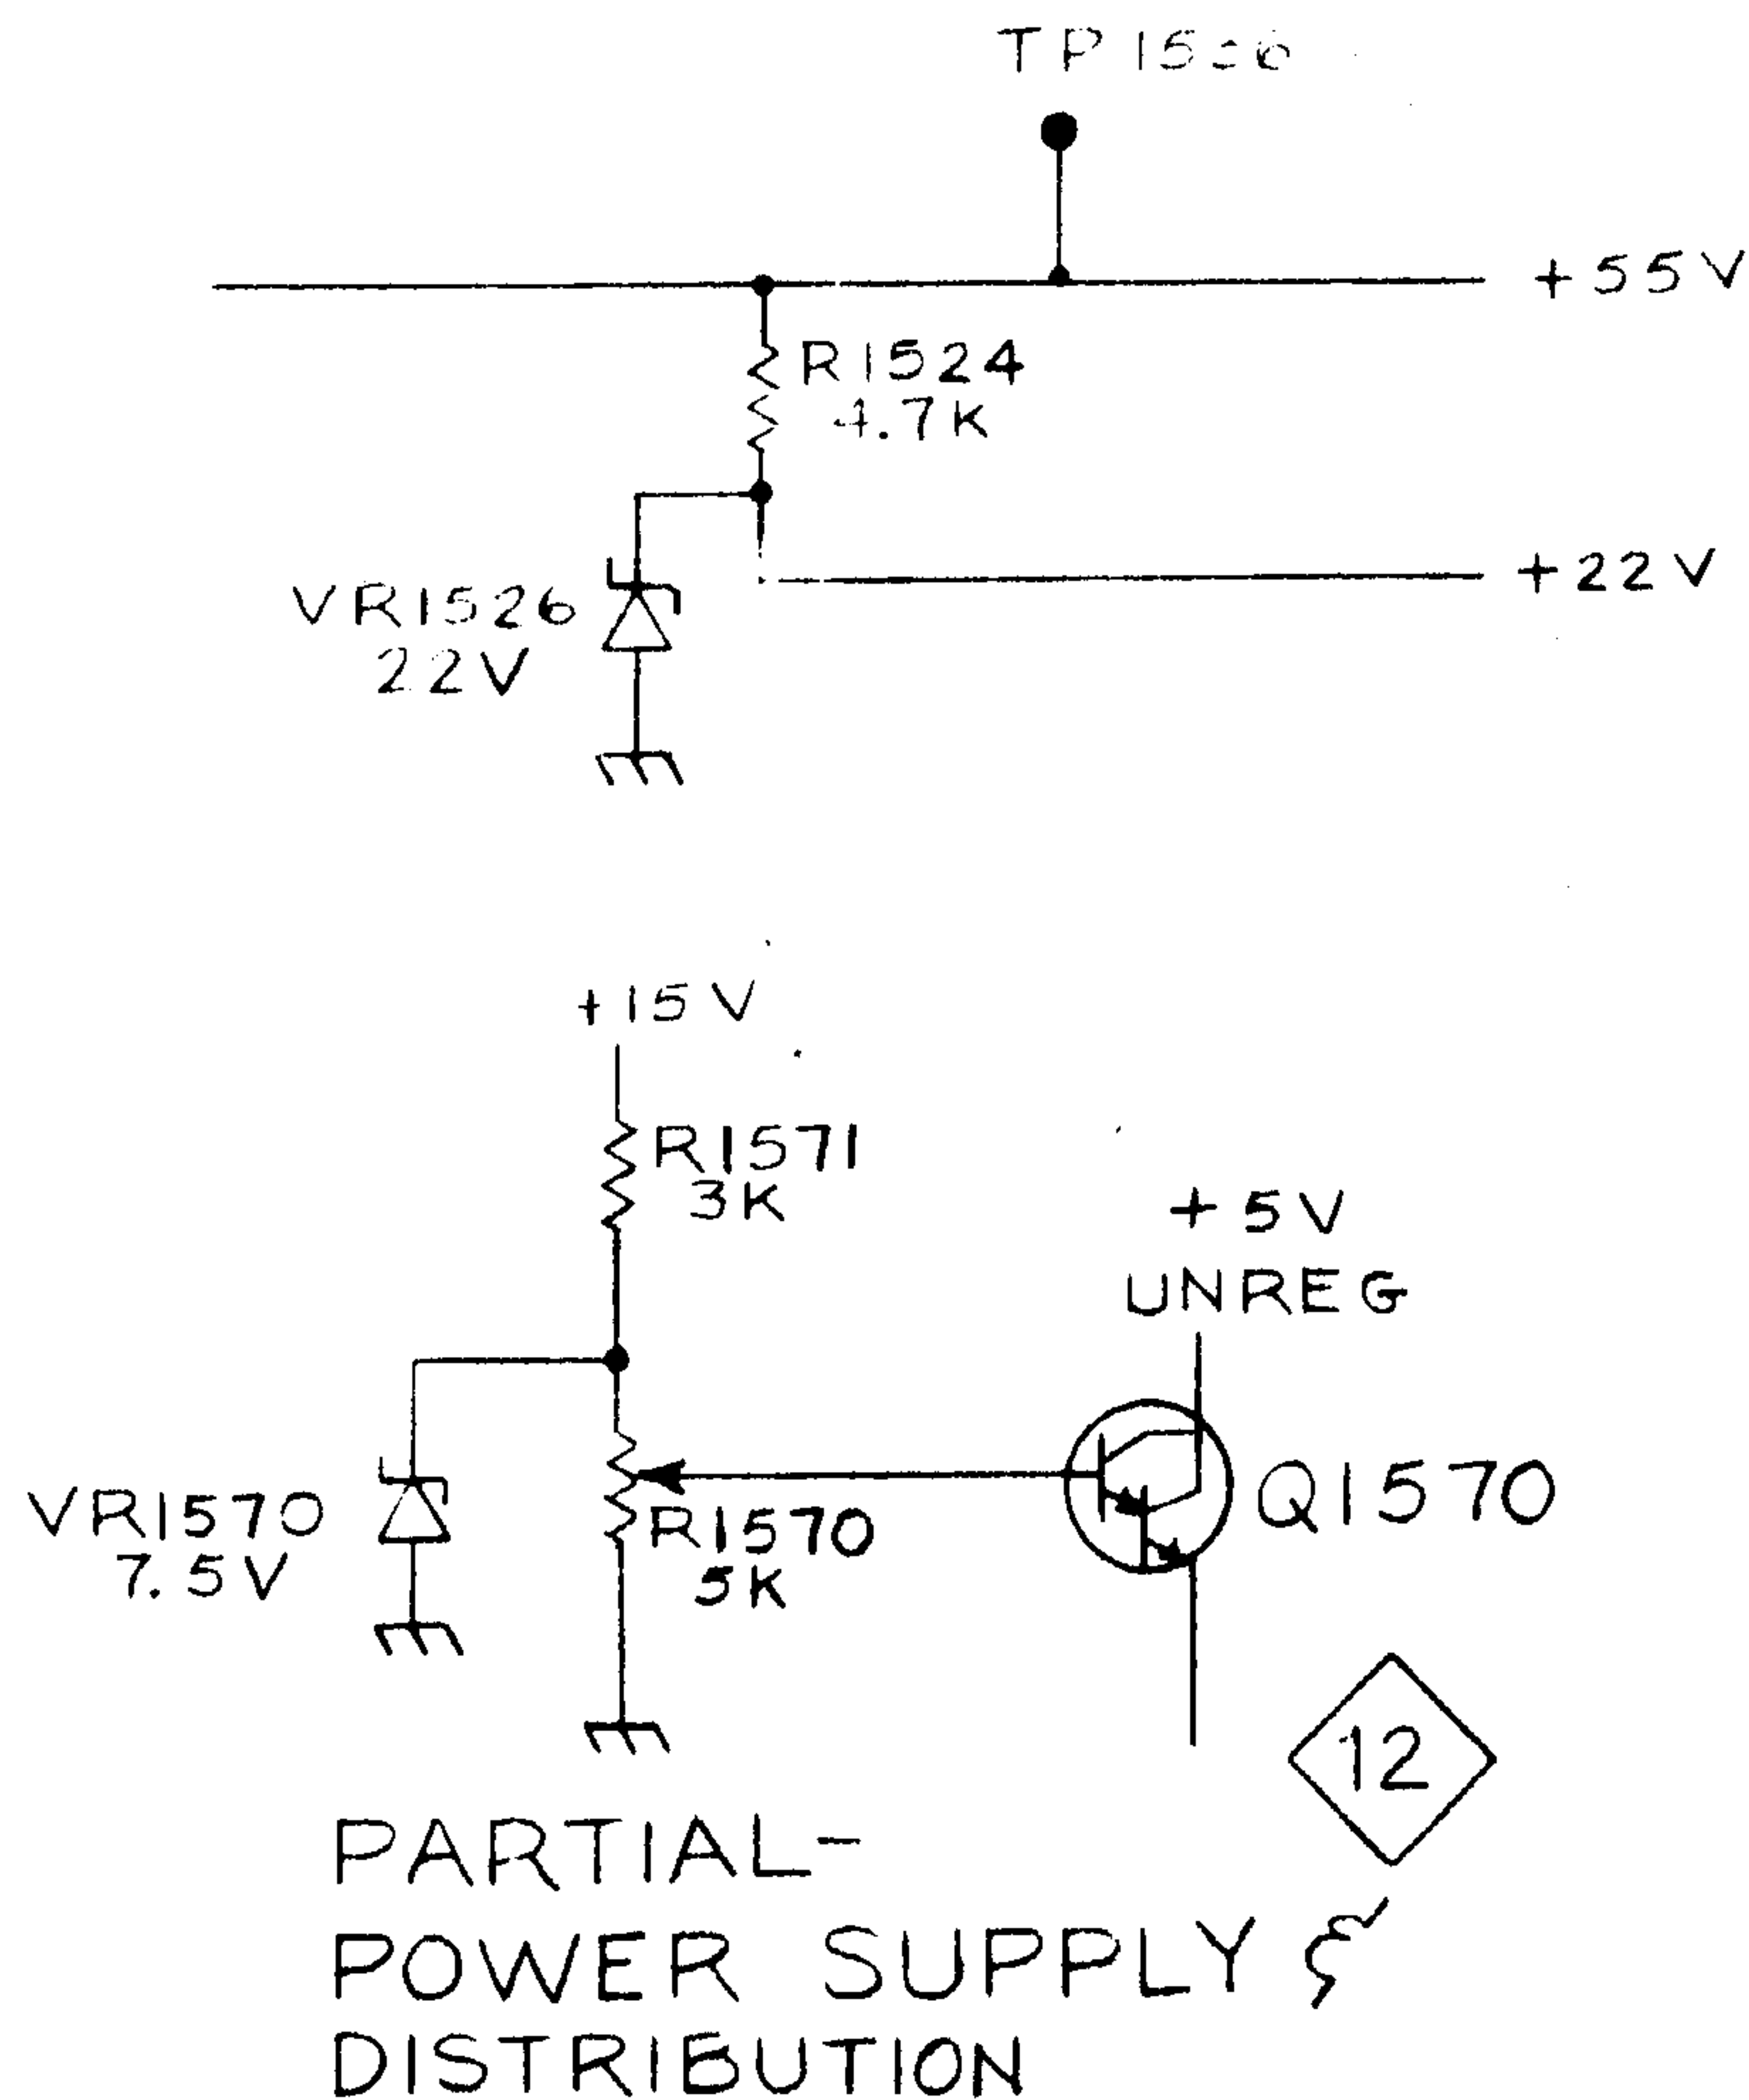 +55V
R1524
4.7K
+22V
VR1526
22V
+15V
R1571
3K
+5V
UNREG
VR1570
7.5V
R1570
5K
Q1570
12
PARTIAL-
POWER SUPPLY &
DISTRIBUTION